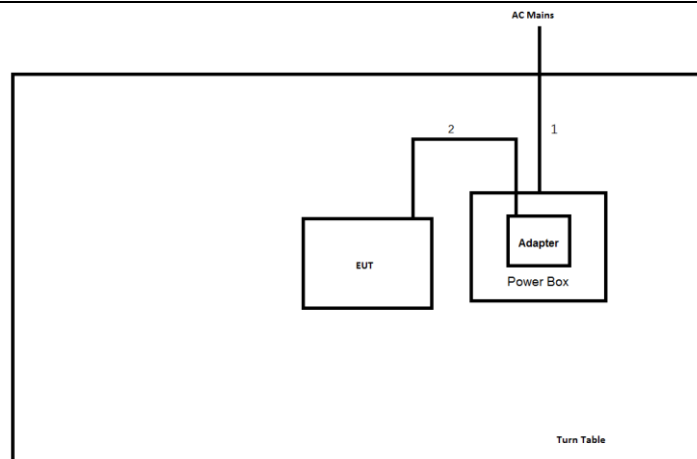 AC Mains
2
1
Adapter
EUT
Power Box
Turn Table